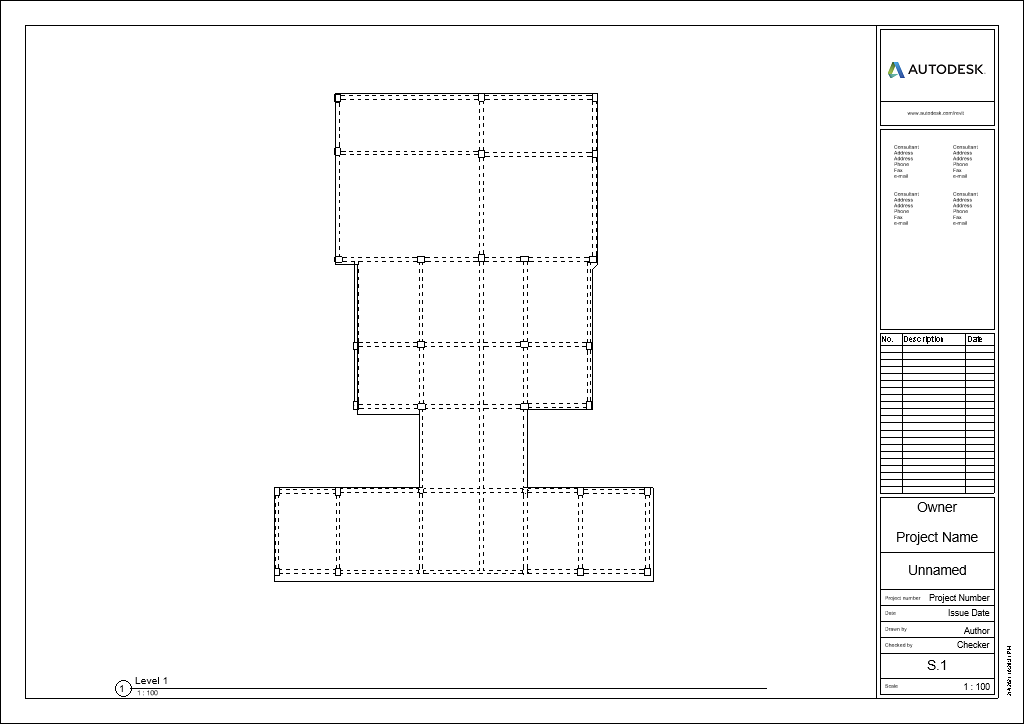 AUTODESK.
www.autodesk.com/revit
Consultant
Address
Address
Phone
Fax
e-mail
Consultant
Address
Address
Phone
Fax
e-mail
Consultant
Address
Address
Phone
Fax
e-mail
Consultant
Address
Address
Phone
Fax
e-mail
No. Description Date
Owner
Project Name
Unnamed
Project number Project Number
Date Issue Date
Drawn by Author
Checked by Checker
S.1
Scale 1 : 100
1 Level 1
1 : 100